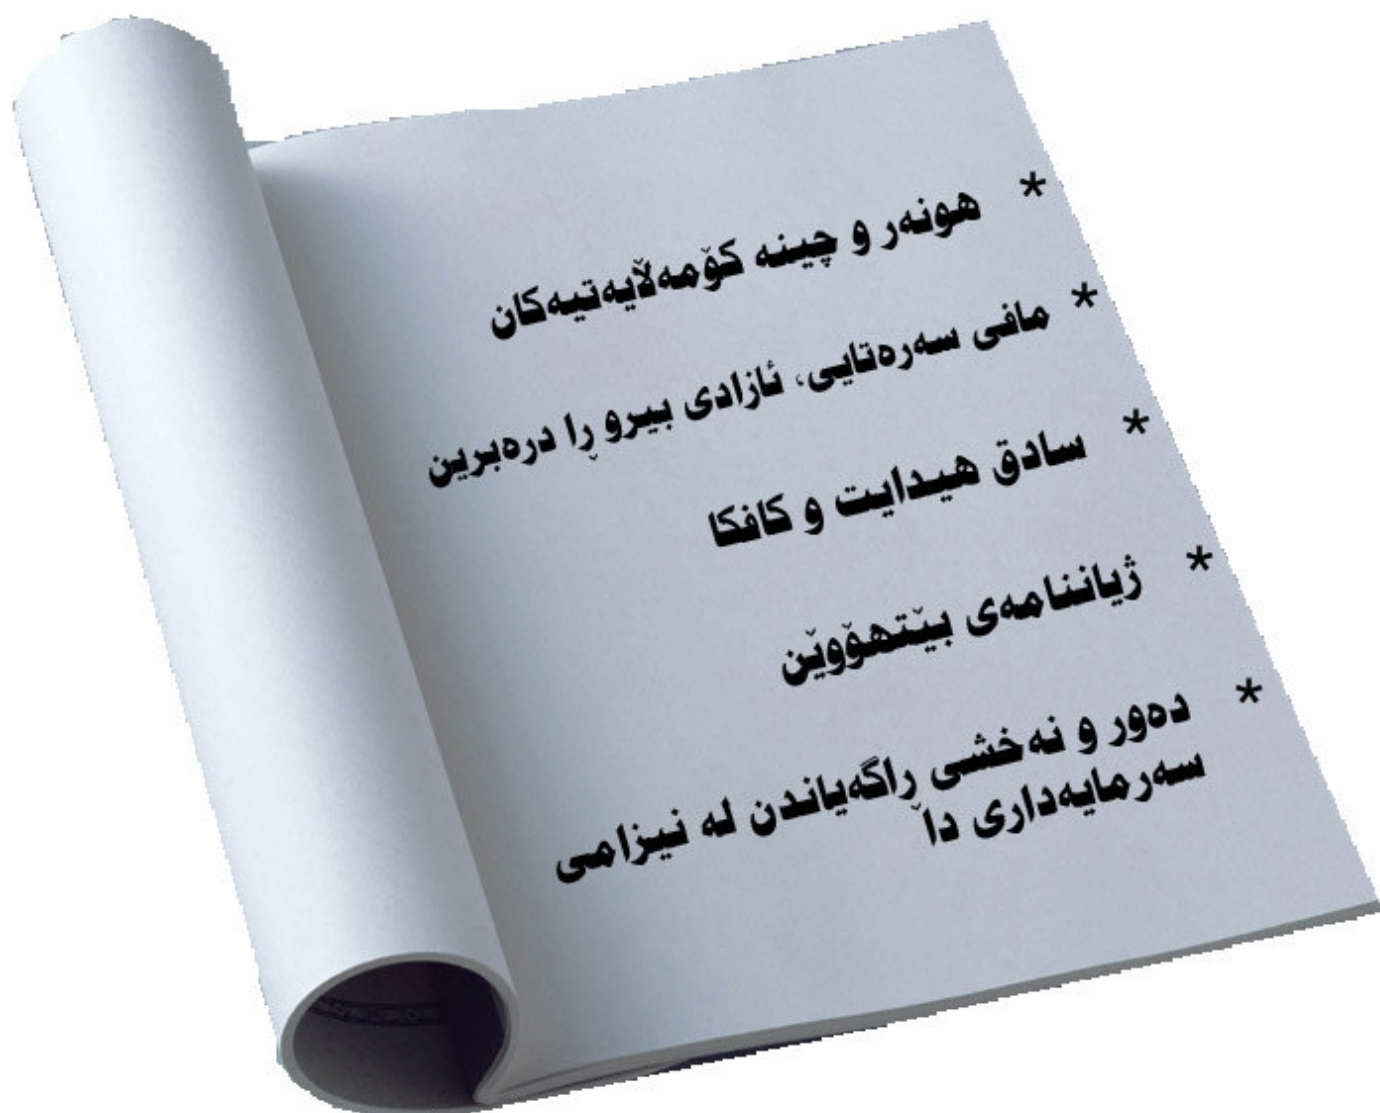 * هونەر و چینە کۆمەڵایەتیەکان
* مافی سەرەتایی، ئازادی بیرو ڕا دەربرین
* سادق هیدایت و کافکا
* ژیاننامەی بێتهۆوێن
* دەور و نەخشی ڕاگەیاندن لە نیزامی
سەرمایەداری دا